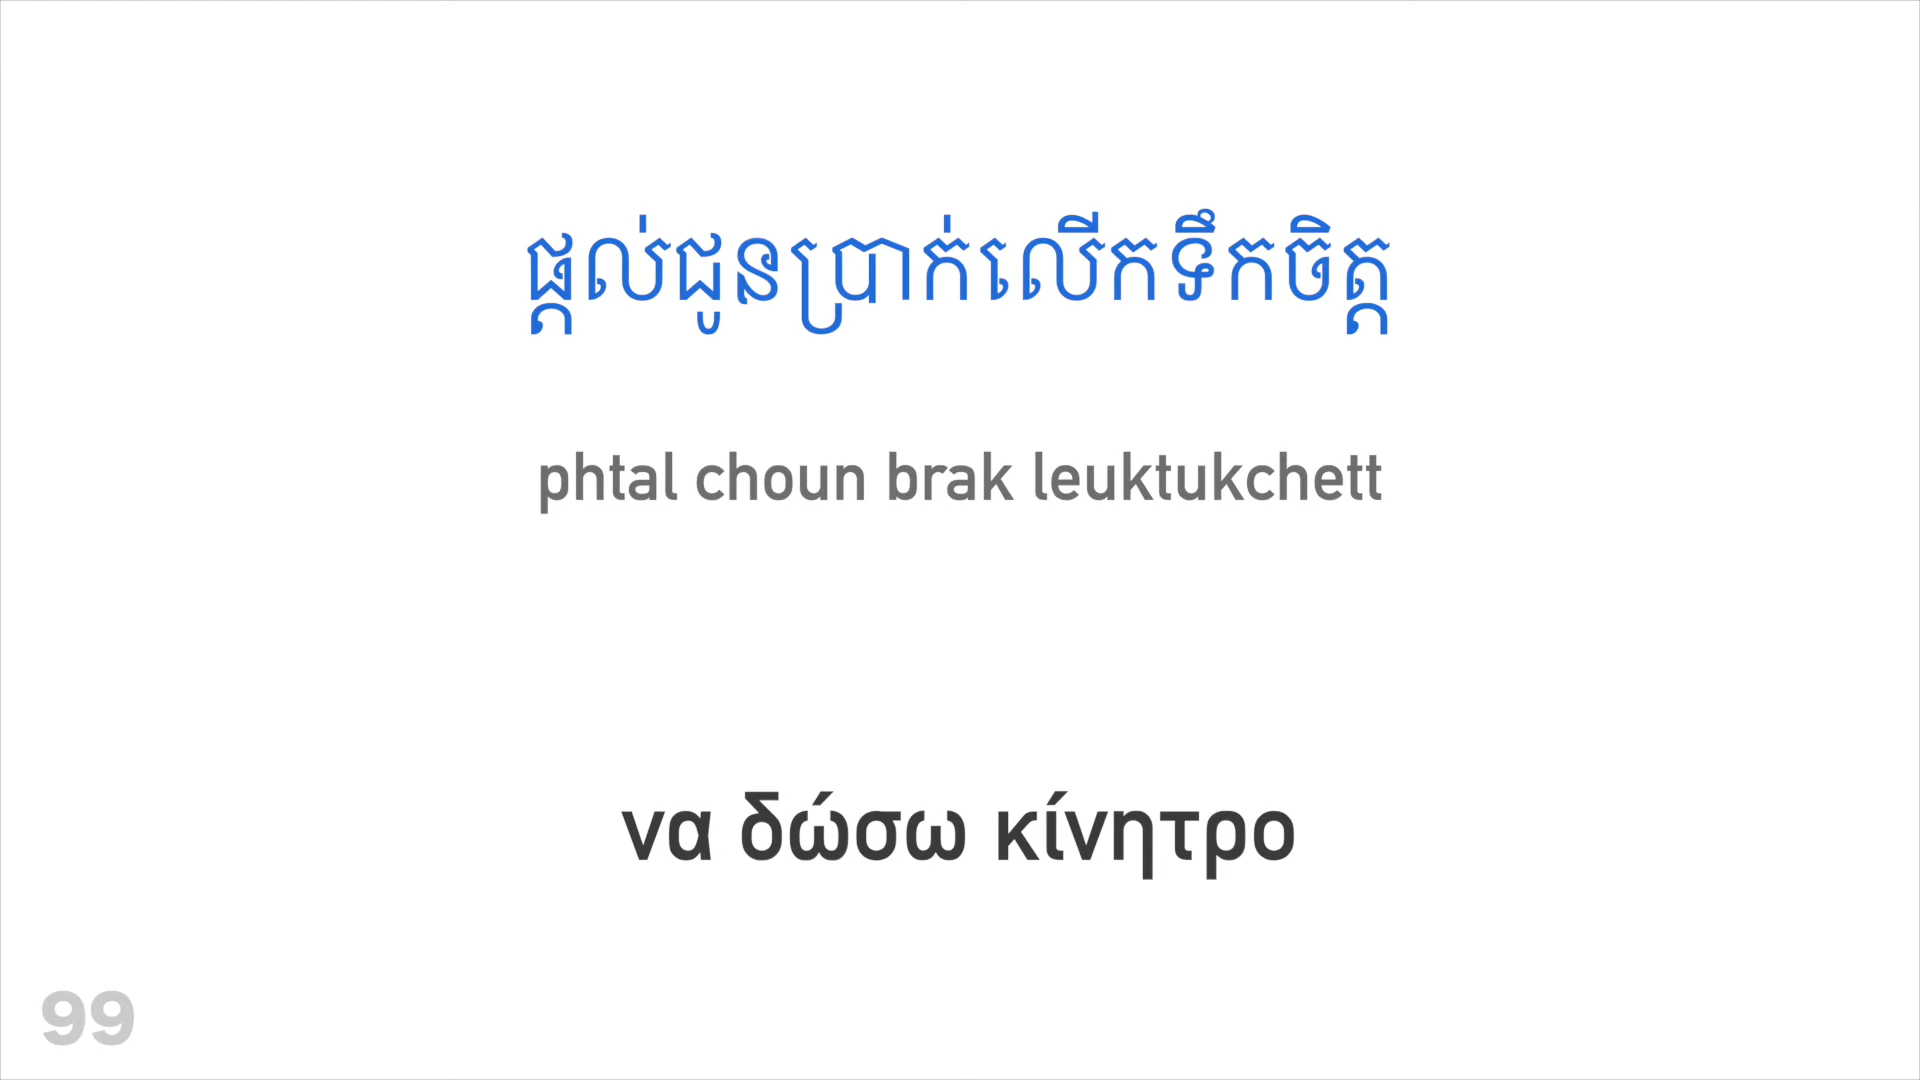 ផ្តល់ជូនប្រាក់លើកទឹកចិត្ត
phtal choun brak leuktukchett
να δώσω κίνητρο
99